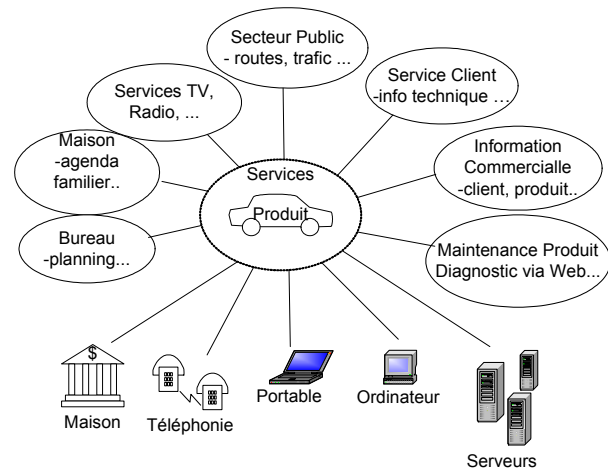 Secteur Public
- routes, trafic ...
Service Client
-info technique ...
Services TV,
Radio, ...
Maison
-agenda
familier..
Services
Information
Commercialle
-client, produit..
Produit
Bureau
-planning...
Maintenance Produit
Diagnostic via Web...
$
Maison
Téléphonie
Portable
Ordinateur
Serveurs